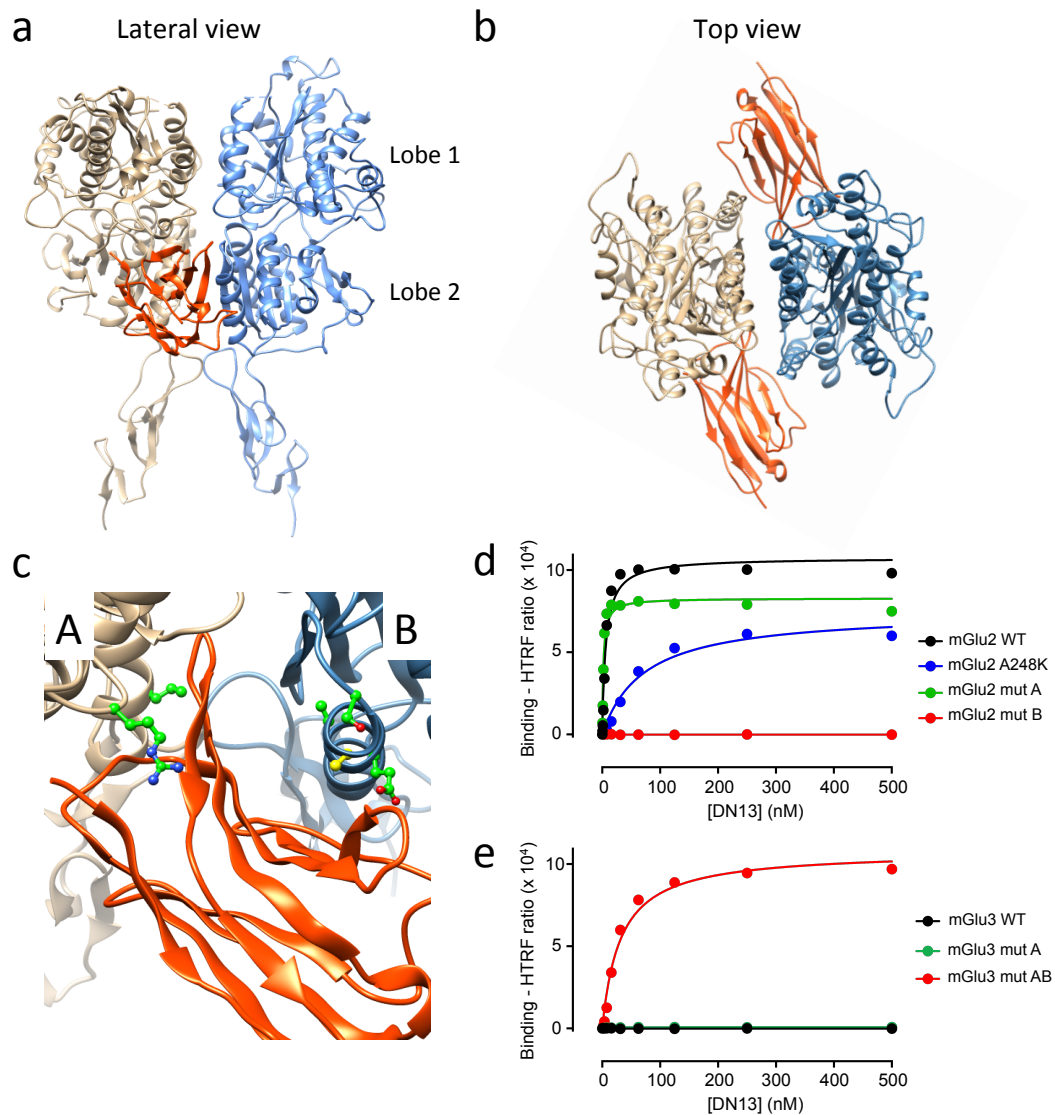 a
Lateral view
Lobe 1
Lobe 2
b
Top view
c
A
B
d
Binding - HTRF ratio (x 10⁴)
10
5
0
0 100 200 300 400 500
[DN13] (nM)
mGlu2 WT
mGlu2 A248K
mGlu2 mut A
mGlu2 mut B
e
Binding - HTRF ratio (x 10⁴)
10
5
0
0 100 200 300 400 500
[DN13] (nM)
mGlu3 WT
mGlu3 mut A
mGlu3 mut AB